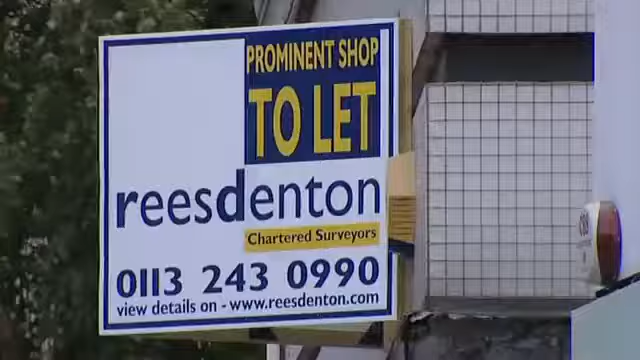 PROMINENT SHOP
TO LET
reesdenton
Chartered Surveyors
0113 243 0990
view details on - www.reesdenton.com